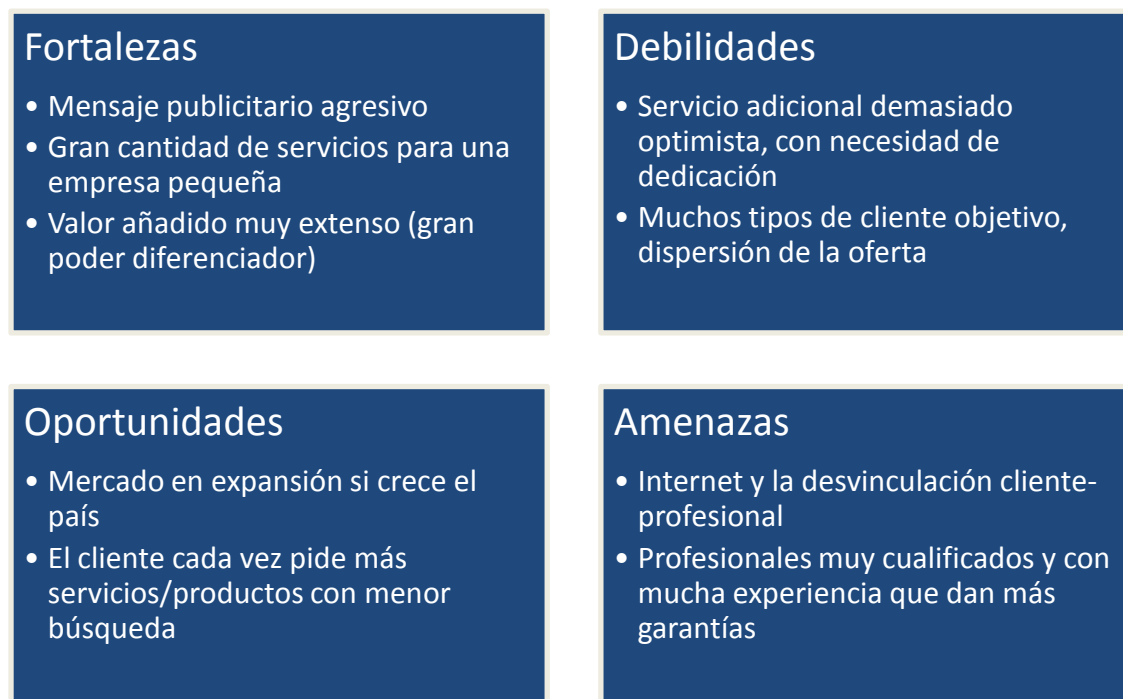 Fortalezas
• Mensaje publicitario agresivo
• Gran cantidad de servicios para una
empresa pequeña
• Valor añadido muy extenso (gran
poder diferenciador)
Debilidades
• Servicio adicional demasiado
optimista, con necesidad de
dedicación
• Muchos tipos de cliente objetivo,
dispersión de la oferta
Oportunidades
• Mercado en expansión si crece el
país
• El cliente cada vez pide más
servicios/productos con menor
búsqueda
Amenazas
• Internet y la desvinculación cliente-
profesional
• Profesionales muy cualificados y con
mucha experiencia que dan más
garantías